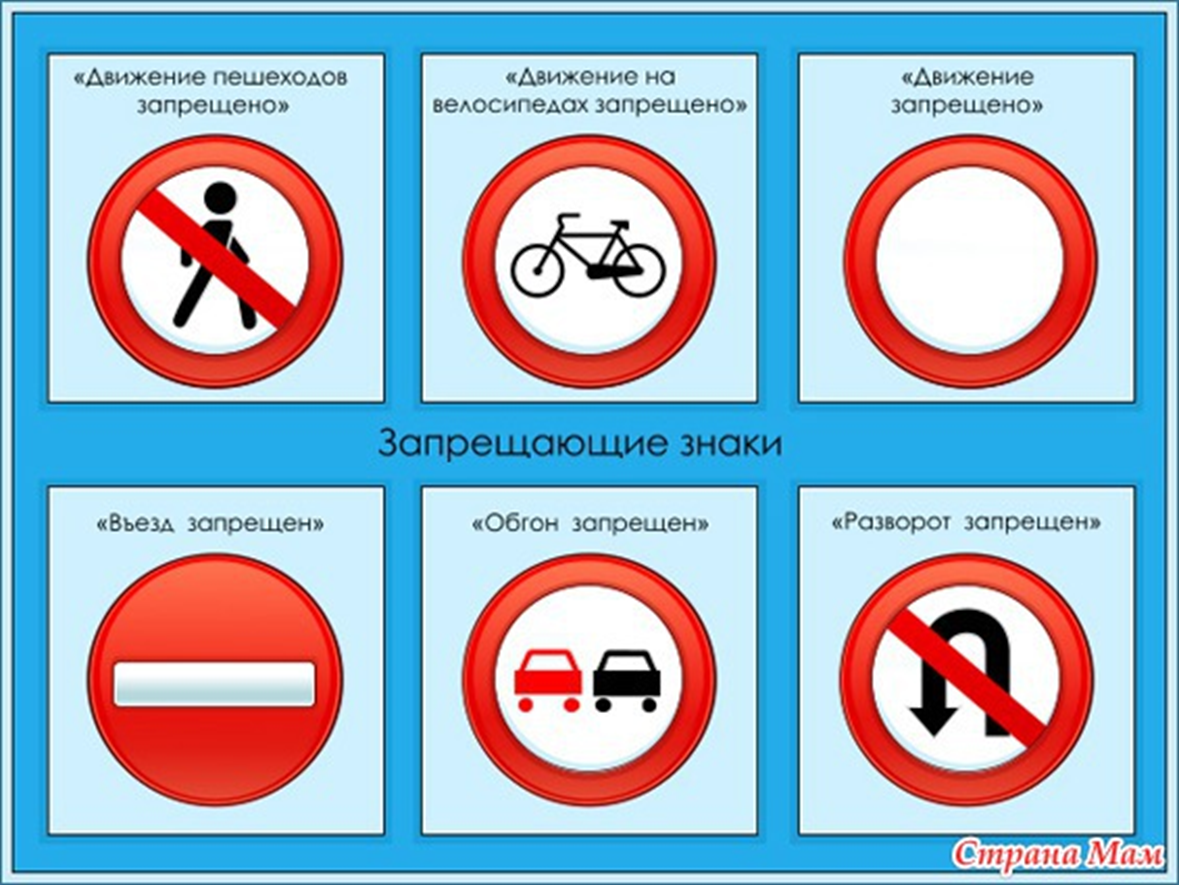 «Движение пешеходов
запрещено»
«Движение на
велосипедах запрещено»
«Движение
запрещено»
Запрещающие знаки
«Въезд запрещен»
«Обгон запрещен»
«Разворот запрещен»
Страна Мам